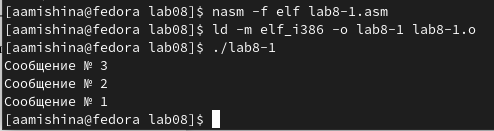 [aamishina@fedora lab08]$ nasm -f elf lab8-1.asm
[aamishina@fedora lab08]$ ld -m elf_i386 -o lab8-1 lab8-1.o
[aamishina@fedora lab08]$ ./lab8-1
Сообщение № 3
Сообщение № 2
Сообщение № 1
[aamishina@fedora lab08]$